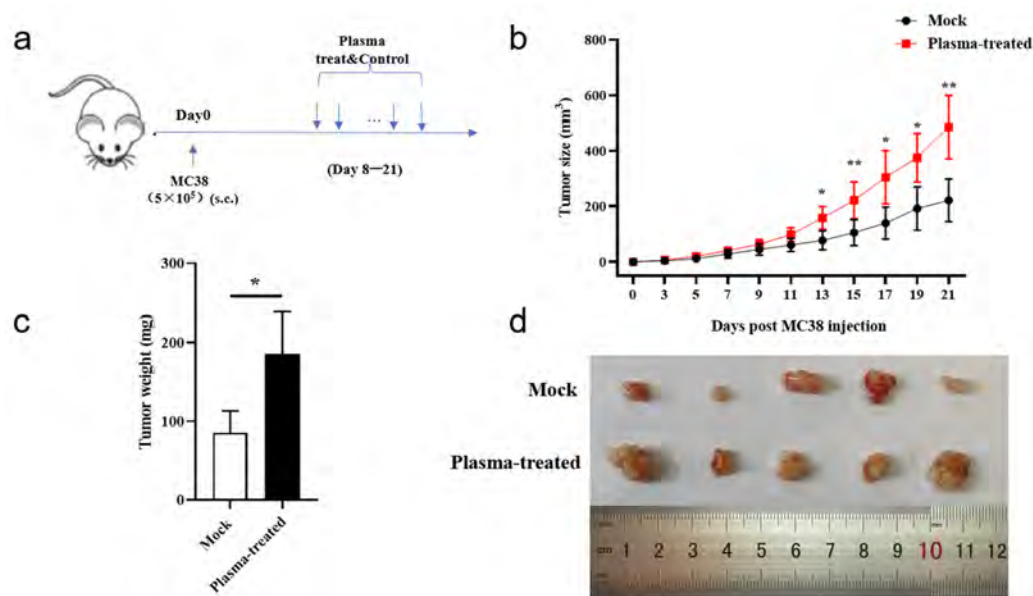 a
Plasma
treat&Control
Day0
...
MC38
(5×10⁵) (s.c.)
(Day 8—21)
b
Mock
Plasma-treated
Tumor size (mm³)
800
600
400
200
0
*
**
*
*
**
0 3 5 7 9 11 13 15 17 19 21
Days post MC38 injection
c
Tumor weight (mg)
300
200
100
0
*
Mock
Plasma-treated
d
Mock
Plasma-treated
cm 1 2 3 4 5 6 7 8 9 10 11 12